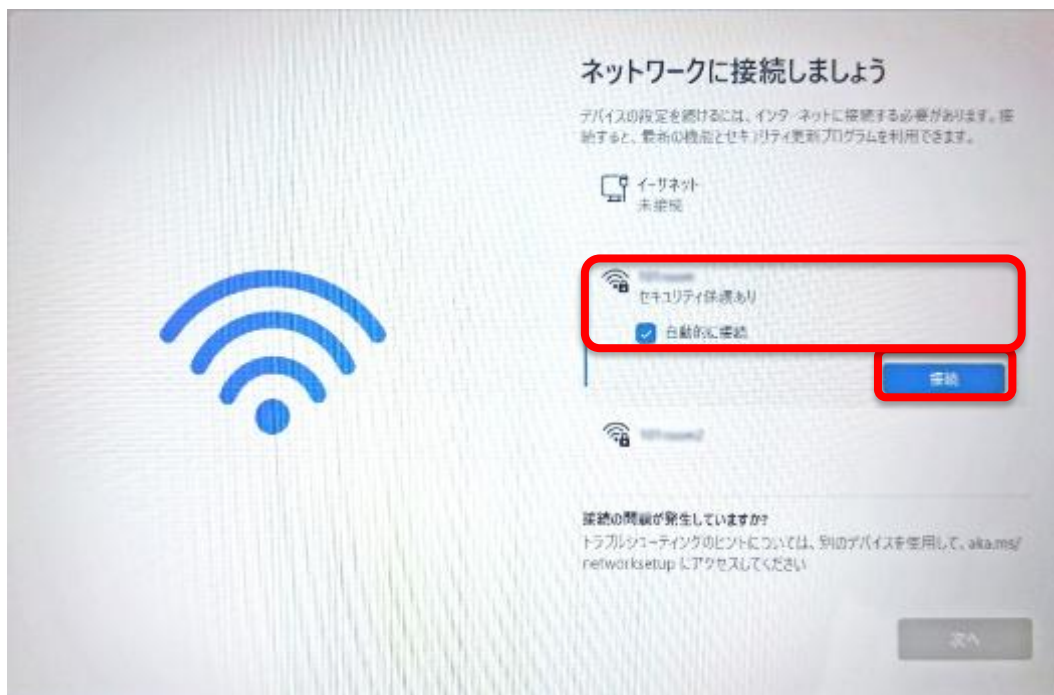 ネットワークに接続しましょう
デバイスの設定を続けるには、インターネットに接続する必要があります。接
続すると、最新の機能とセキュリティ更新プログラムを利用できます。
イーサネット
未接続
セキュリティ保護あり
自動的に接続
接続
接続の問題が発生していますか?
トラブルシューティングのヒントについては、別のデバイスを使用して、aka.ms/
networksetup にアクセスしてください
次へ